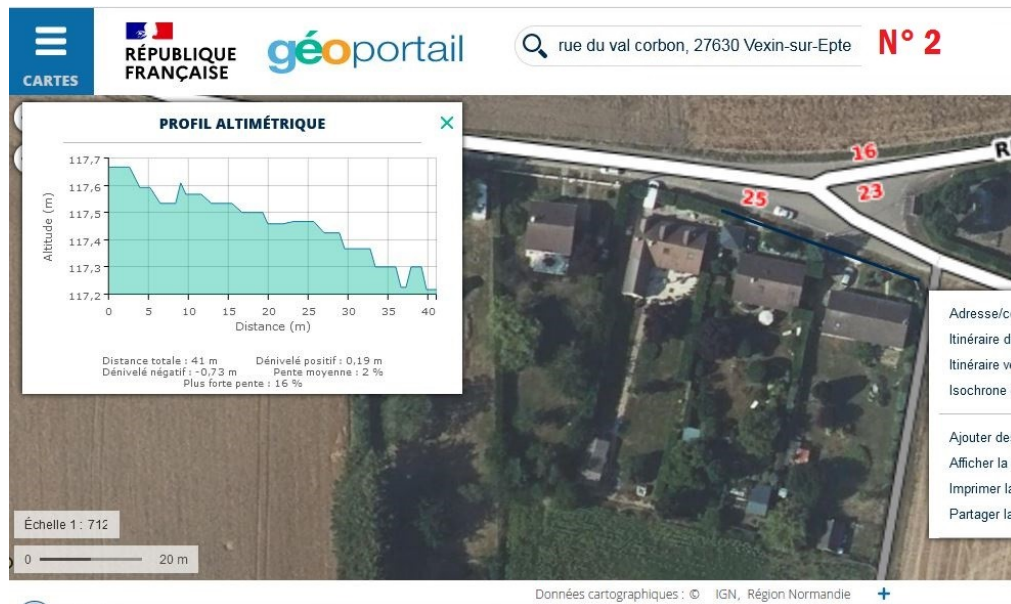 CARTES
RÉPUBLIQUE
FRANÇAISE
géoportail
rue du val corbon, 27630 Vexin-sur-Epte
N° 2
PROFIL ALTIMÉTRIQUE
117,7
117,6
117,5
117,4
117,3
117,2
Altitude (m)
0 5 10 15 20 25 30 35 40
Distance (m)
Distance totale : 41 m Dénivelé positif : 0,19 m
Dénivelé négatif : -0,73 m Pente moyenne : 2 %
Plus forte pente : 16 %
16
R
25
23
Adresse/co
Itinéraire d
Itinéraire ve
Isochrone
Ajouter des
Afficher la
Imprimer la
Partager la
Échelle 1 : 712
0 20 m
Données cartographiques : © IGN, Région Normandie +